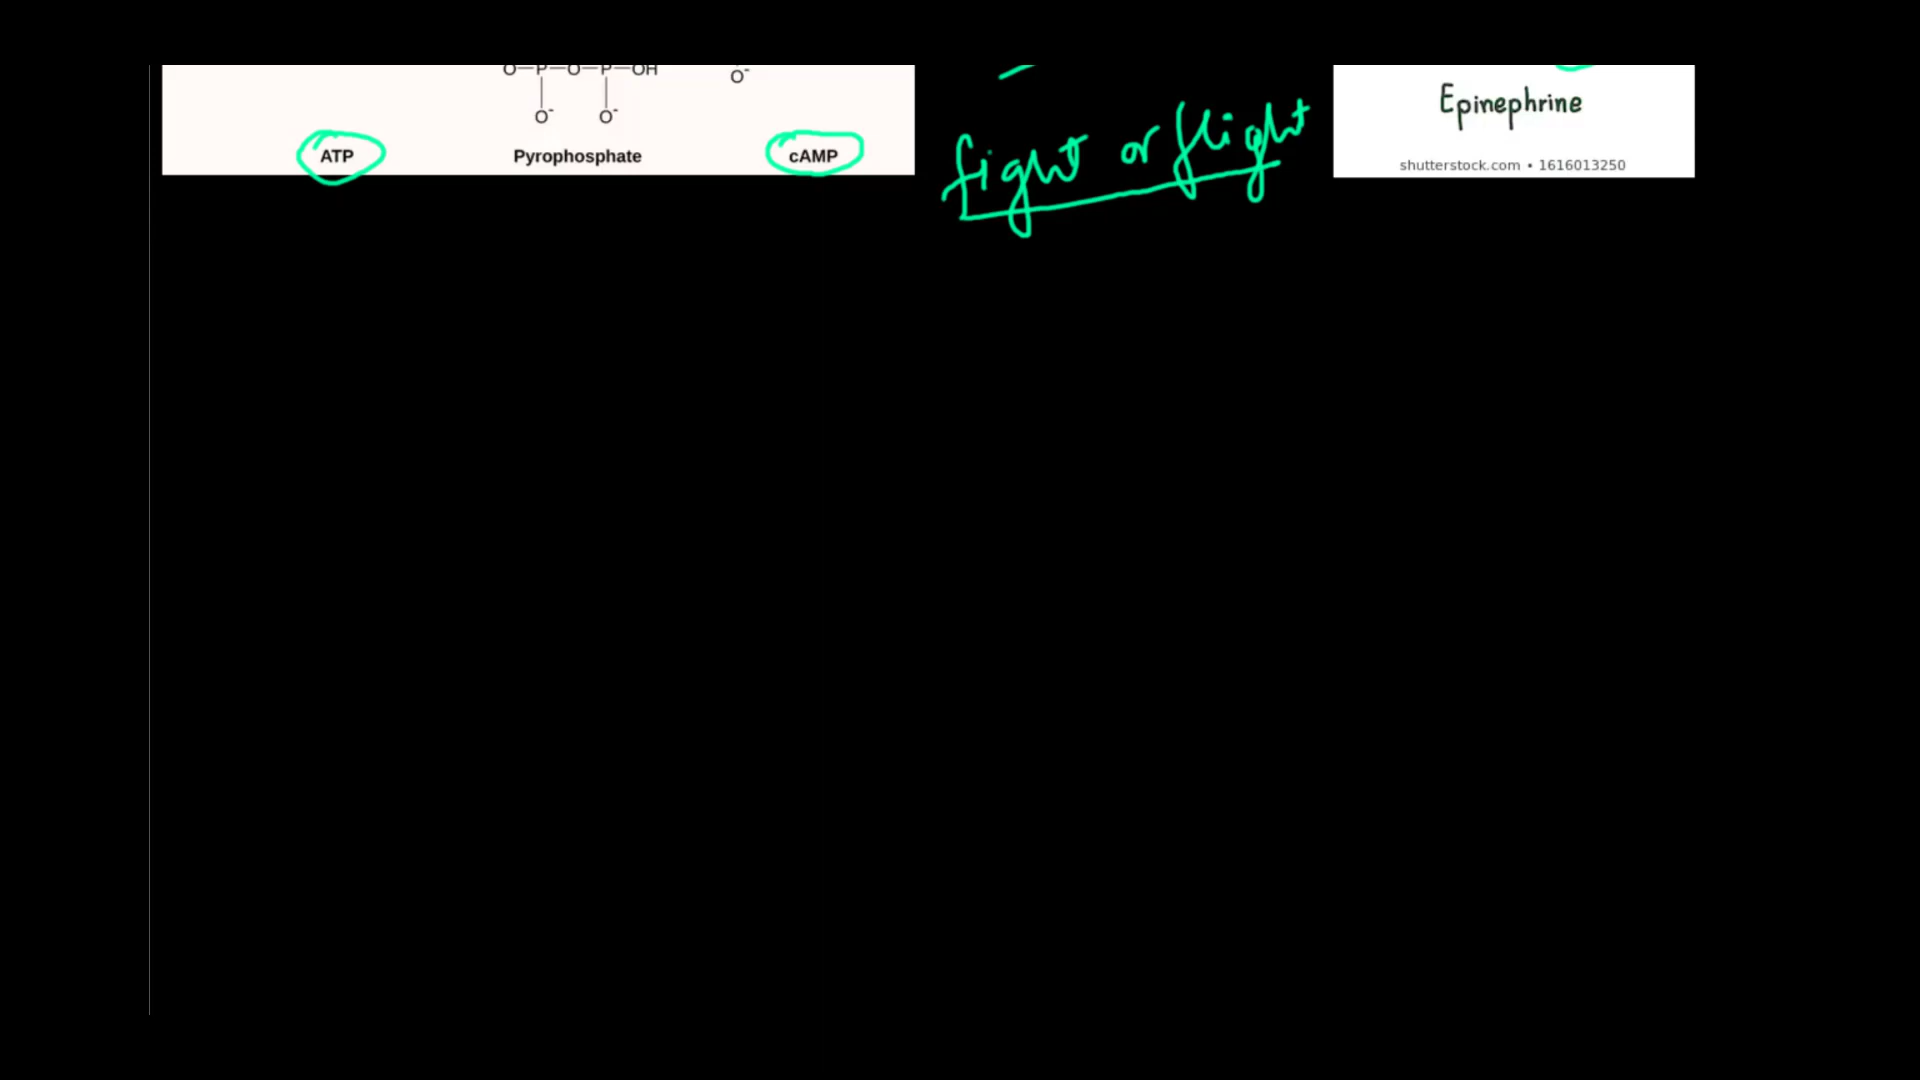 O—P—O—P—OH
O-
O- O-
ATP Pyrophosphate cAMP
fight or flight
Epinephrine
shutterstock.com • 1616013250